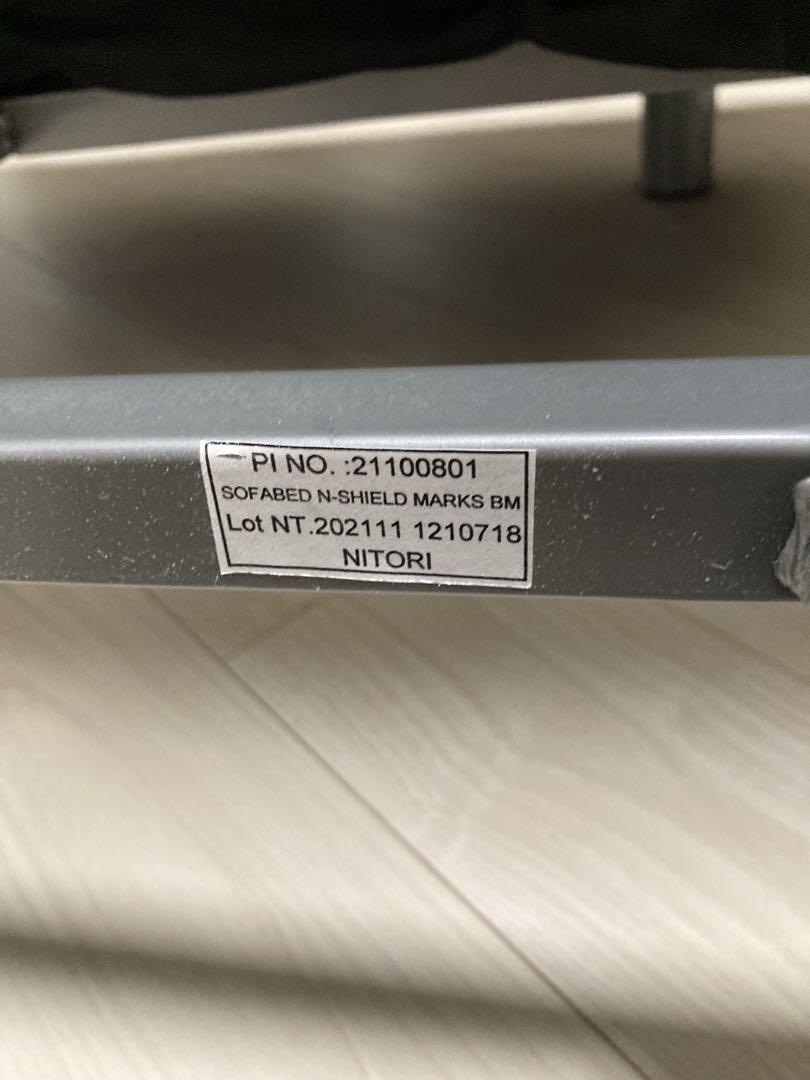 PI NO. :21100801
SOFABED N-SHIELD MARKS BM
Lot NT.202111 1210718
NITORI